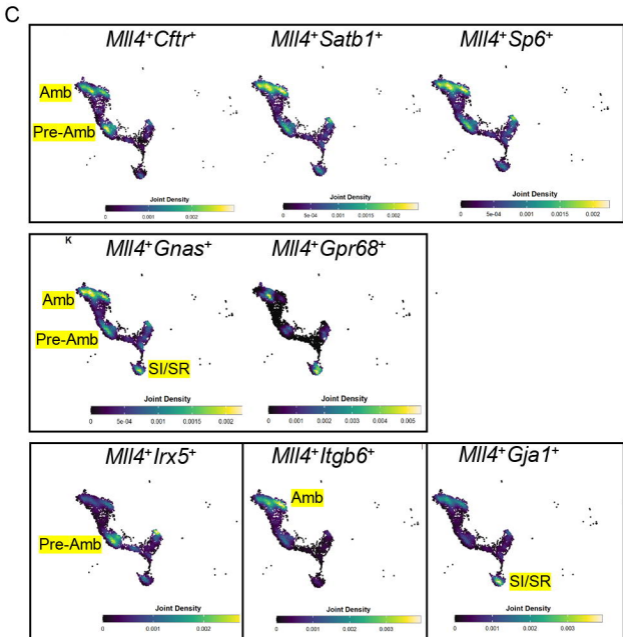 C
Mll4⁺Cftr⁺ Mll4⁺Satb1⁺ Mll4⁺Sp6⁺
Amb
Pre-Amb
Joint Density Joint Density Joint Density
0 0.001 0.002 0 5e-04 0.001 0.0015 0.002 0 5e-04 0.001 0.0015 0.002
K
Mll4⁺Gnas⁺ Mll4⁺Gpr68⁺
Amb
Pre-Amb
SI/SR
Joint Density Joint Density
0 5e-04 0.001 0.0015 0.002 0 0.001 0.002 0.003 0.004 0.005
Mll4⁺Irx5⁺ Mll4⁺Itgb6⁺ Mll4⁺Gja1⁺
Amb
Pre-Amb
SI/SR
Joint Density Joint Density Joint Density
0 0.001 0.002 0 0.001 0.002 0.003 0 0.001 0.002 0.003